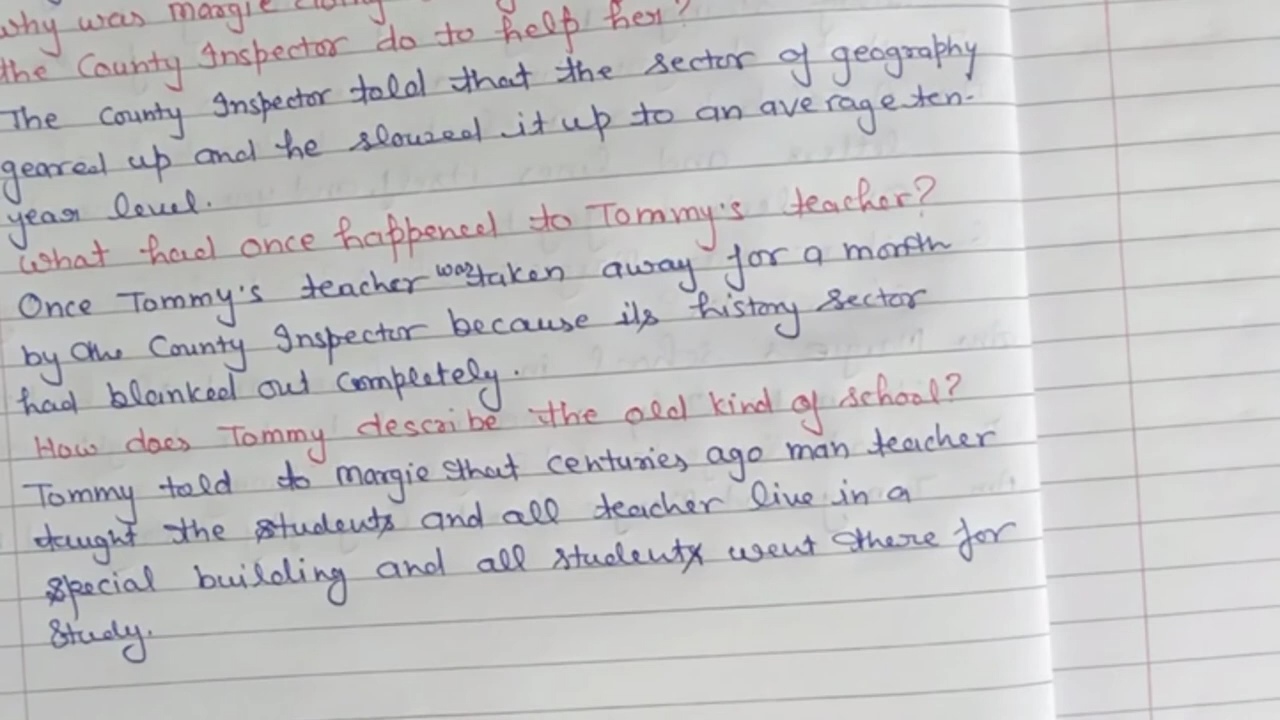 why was margie
the County Inspector do to help her?
The County Inspector told that the sector of geography
geared up and he slowed it up to an average ten-
year level.
What had once happened to Tommy's teacher?
Once Tommy's teacher was taken away for a month
by the County Inspector because its history sector
had blanked out completely.
How does Tommy describe the old kind of school?
Tommy told to margie that centuries ago man teacher
taught the students and all teacher live in a
special building and all students went there for
study.